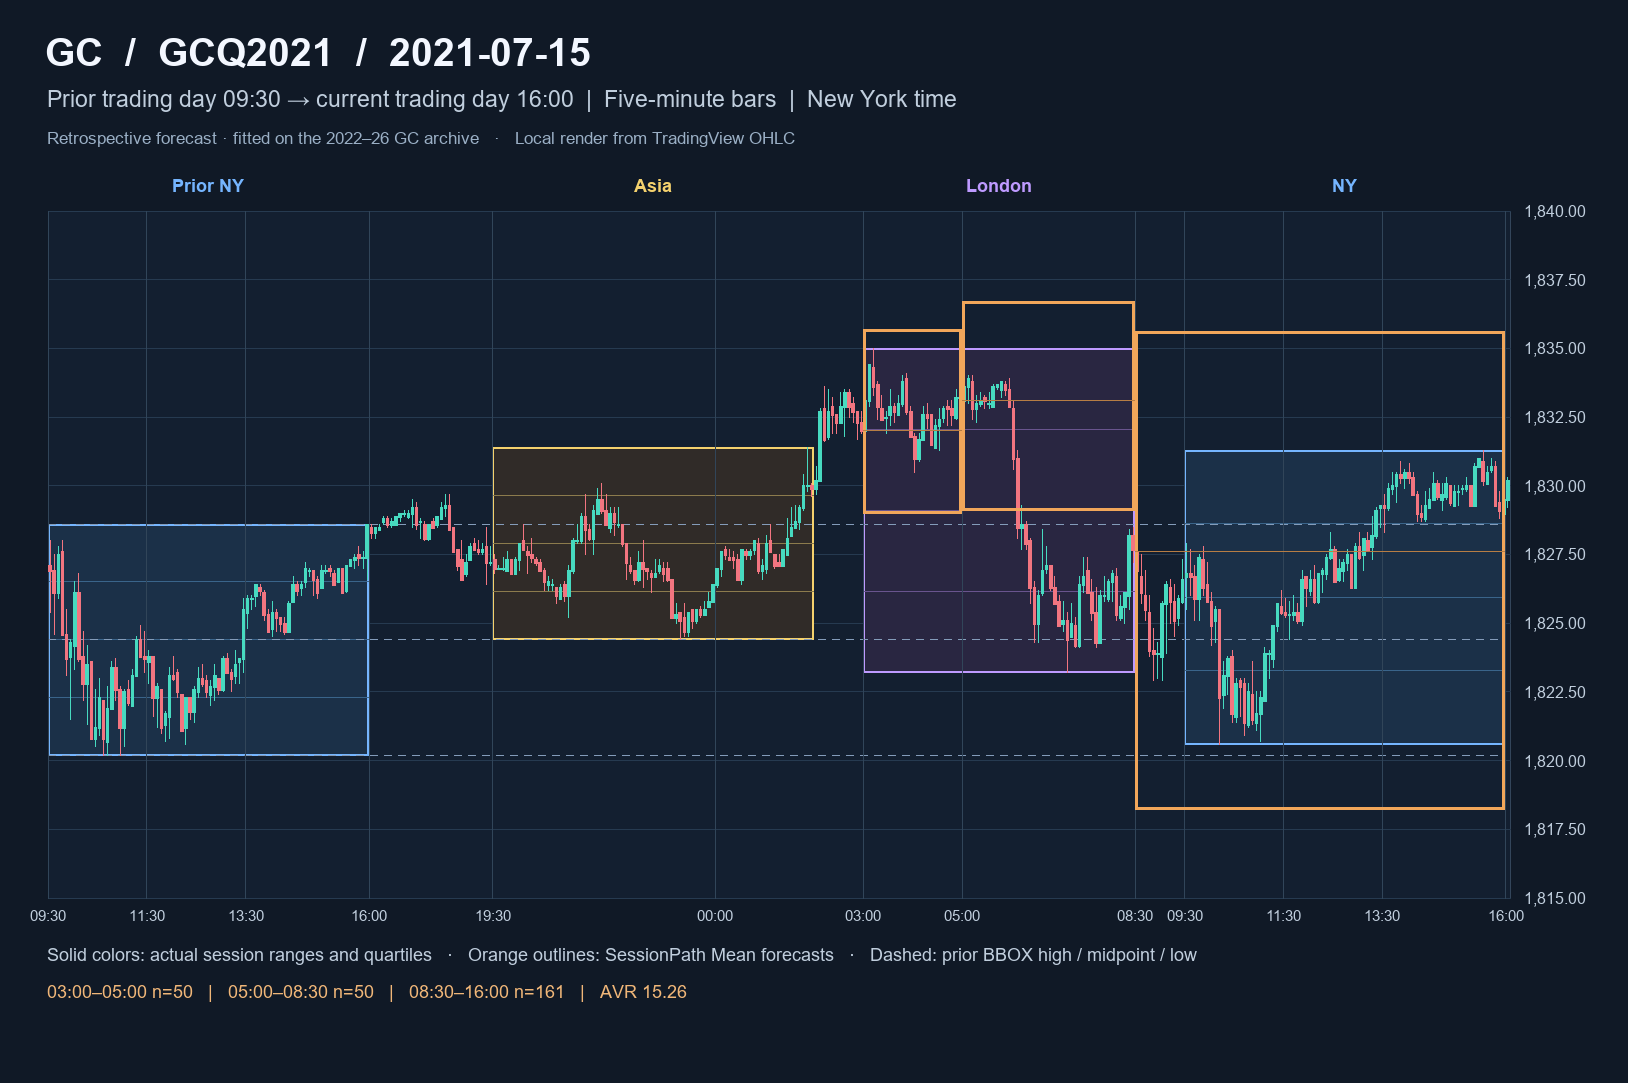 GC / GCQ2021 / 2021-07-15
Prior trading day 09:30 → current trading day 16:00 | Five-minute bars | New York time
Retrospective forecast · fitted on the 2022–26 GC archive · Local render from TradingView OHLC
Prior NY Asia London NY
1,840.00
1,837.50
1,835.00
1,832.50
1,830.00
1,827.50
1,825.00
1,822.50
1,820.00
1,817.50
1,815.00
09:30 11:30 13:30 16:00 19:30 00:00 03:00 05:00 08:30 09:30 11:30 13:30 16:00
Solid colors: actual session ranges and quartiles · Orange outlines: SessionPath Mean forecasts · Dashed: prior BBOX high / midpoint / low
03:00–05:00 n=50 | 05:00–08:30 n=50 | 08:30–16:00 n=161 | AVR 15.26